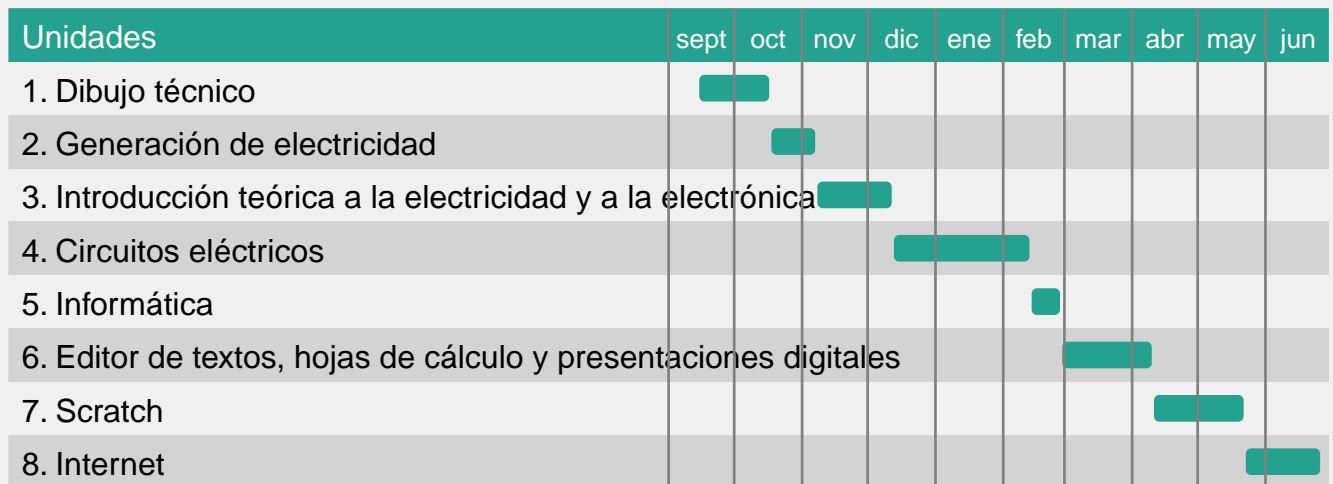 Unidades sept oct nov dic ene feb mar abr may jun
1. Dibujo técnico
2. Generación de electricidad
3. Introducción teórica a la electricidad y a la electrónica
4. Circuitos eléctricos
5. Informática
6. Editor de textos, hojas de cálculo y presentaciones digitales
7. Scratch
8. Internet